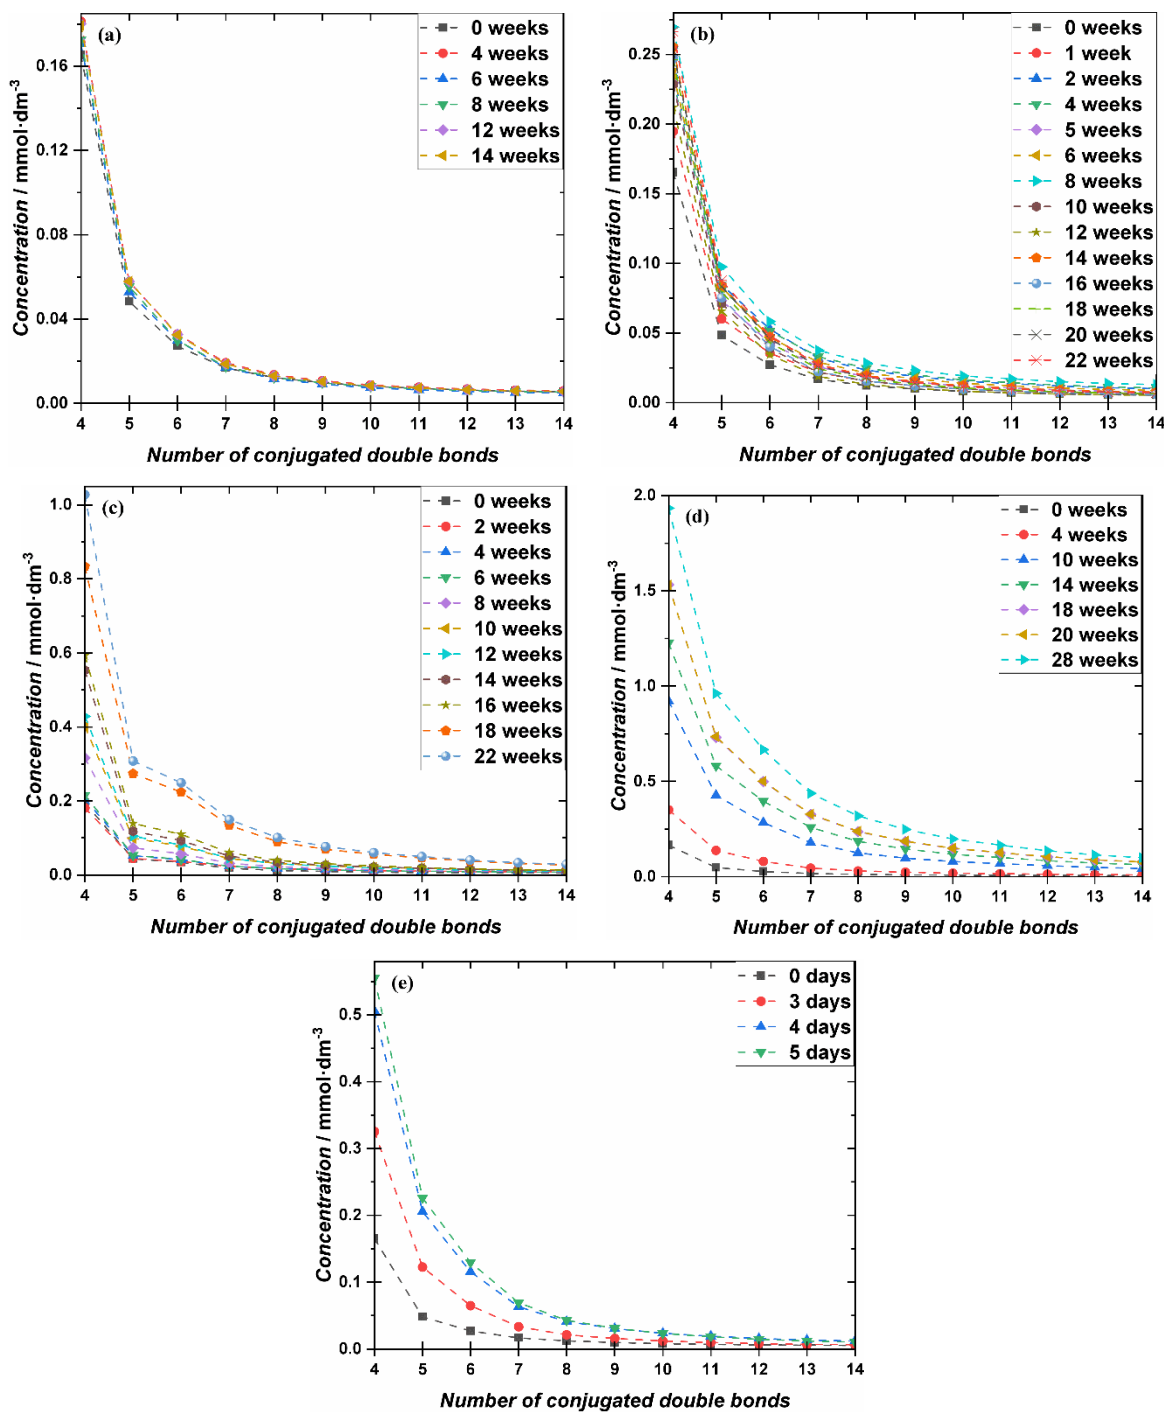 (a)
0 weeks
4 weeks
6 weeks
8 weeks
12 weeks
14 weeks
0.16
0.12
0.08
0.04
0.00
Concentration / mmol·dm⁻³
4 5 6 7 8 9 10 11 12 13 14
Number of conjugated double bonds
(b)
0 weeks
1 week
2 weeks
4 weeks
5 weeks
6 weeks
8 weeks
10 weeks
12 weeks
14 weeks
16 weeks
18 weeks
20 weeks
22 weeks
0.25
0.20
0.15
0.10
0.05
0.00
Concentration / mmol·dm⁻³
4 5 6 7 8 9 10 11 12 13 14
Number of conjugated double bonds
(c)
0 weeks
2 weeks
4 weeks
6 weeks
8 weeks
10 weeks
12 weeks
14 weeks
16 weeks
18 weeks
22 weeks
1.0
0.8
0.6
0.4
0.2
0.0
Concentration / mmol·dm⁻³
4 5 6 7 8 9 10 11 12 13 14
Number of conjugated double bonds
(d)
0 weeks
4 weeks
10 weeks
14 weeks
18 weeks
20 weeks
28 weeks
2.0
1.5
1.0
0.5
0.0
Concentration / mmol·dm⁻³
4 5 6 7 8 9 10 11 12 13 14
Number of conjugated double bonds
(e)
0 days
3 days
4 days
5 days
0.5
0.4
0.3
0.2
0.1
0.0
Concentration / mmol·dm⁻³
4 5 6 7 8 9 10 11 12 13 14
Number of conjugated double bonds